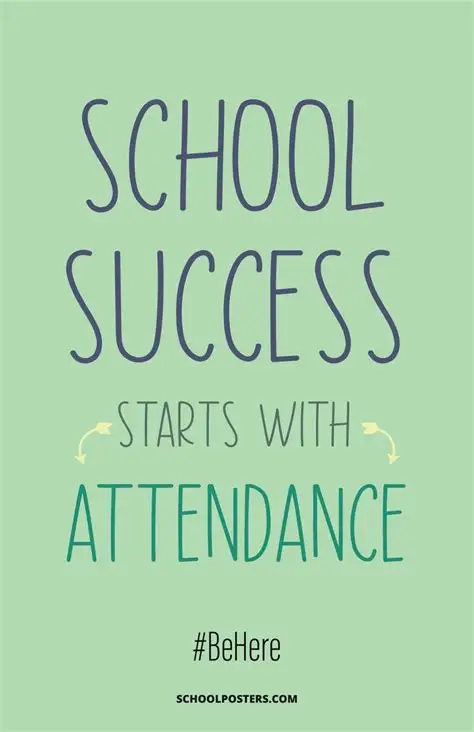 SCHOOL
SUCCESS
STARTS WITH
ATTENDANCE
#BeHere
SCHOOLPOSTERS.COM